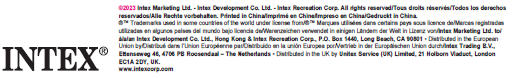 ©2023 Intex Marketing Ltd. - Intex Development Co. Ltd. - Intex Recreation Corp. All rights reserved/Tous droits réservés/Todos los derechos
reservados/Alle Rechte vorbehalten. Printed in China/Imprimé en Chine/Impreso en China/Gedruckt in China.
®™ Trademarks used in some countries of the world under license from/®™ Marques utilisées dans certains pays sous licence de/Marcas registradas
utilizadas en algunos países del mundo bajo licencia de/Warenzeichen verwendet in einigen Ländern der Welt in Lizenz von/Intex Marketing Ltd. to/
à/a/an Intex Development Co. Ltd., Hong Kong & Intex Recreation Corp., P.O. Box 1440, Long Beach, CA 90801 • Distributed in the European
Union by/Distribué dans l'Union Européenne par/Distribuido en la unión Europea por/Vertrieb in der Europäischen Union durch/Intex Trading B.V.,
Ettenseweg 46, 4706 PB Roosendaal – The Netherlands • Distributed in the UK by Unitex Service (UK) Limited, 21 Holborn Viaduct, London
EC1A 2DY, UK.
www.intexcorp.com
INTEX®